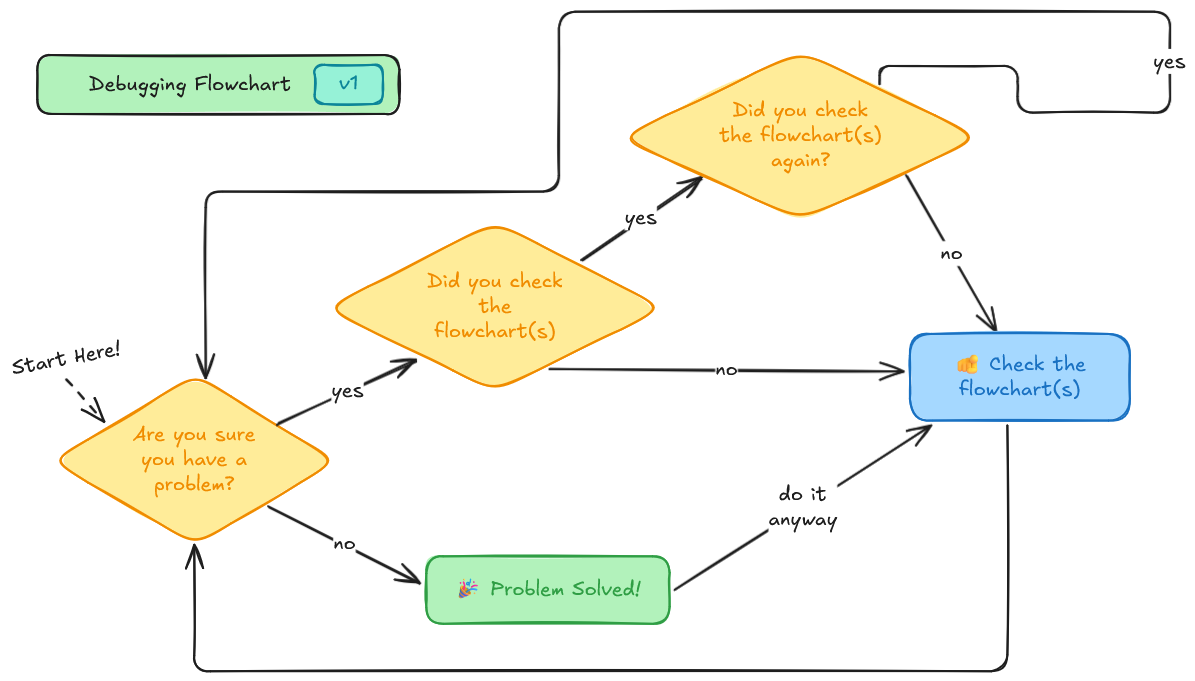 Debugging Flowchart
v1
yes
Did you check
the flowchart(s)
again?
yes
no
Did you check
the
flowchart(s)
Start Here!
yes
no
👉 Check the
flowchart(s)
Are you sure
you have a
problem?
do it
anyway
no
🎉 Problem Solved!